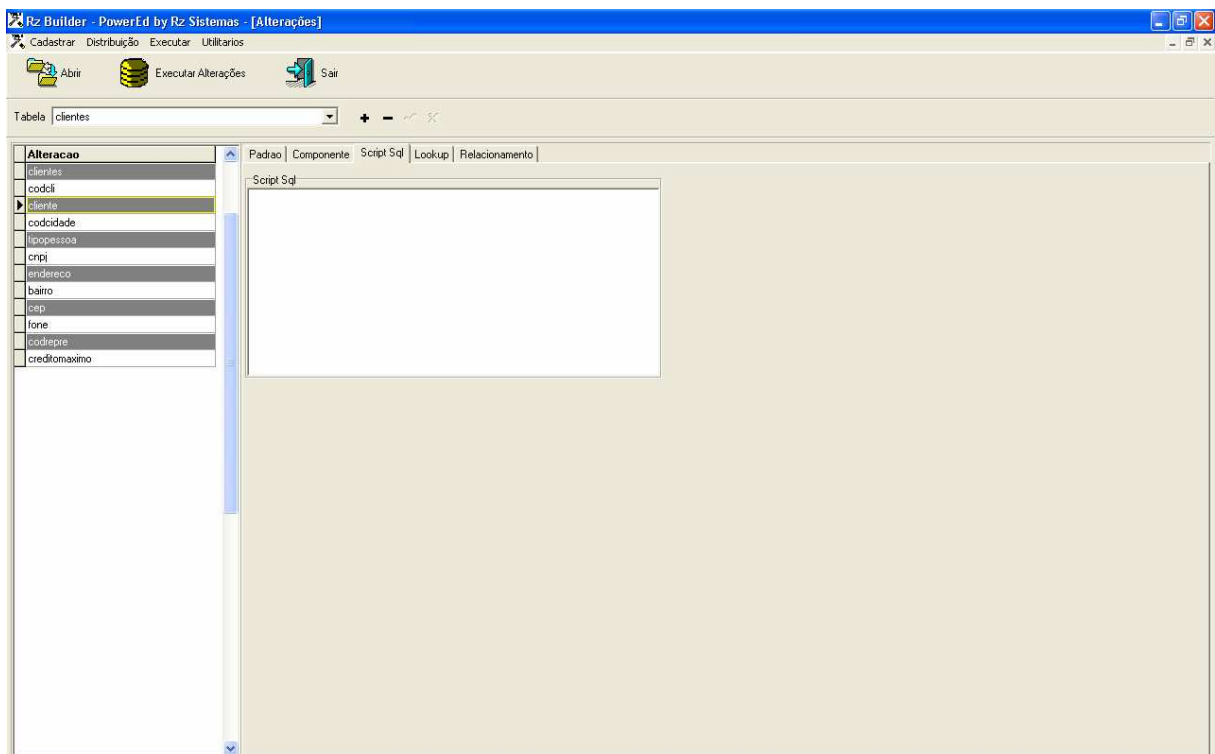 Rz Builder - PowerEd by Rz Sistemas - [Alterações]
Cadastrar Distribuição Executar Utilitarios
Abrir Executar Alterações Sair
Tabela clientes
Alteracao
clientes
codcli
cliente
codcidade
tipopessoa
cnpj
endereco
bairro
cep
fone
codrepre
creditomaximo
Padrao Componente Script Sql Lookup Relacionamento
Script Sql